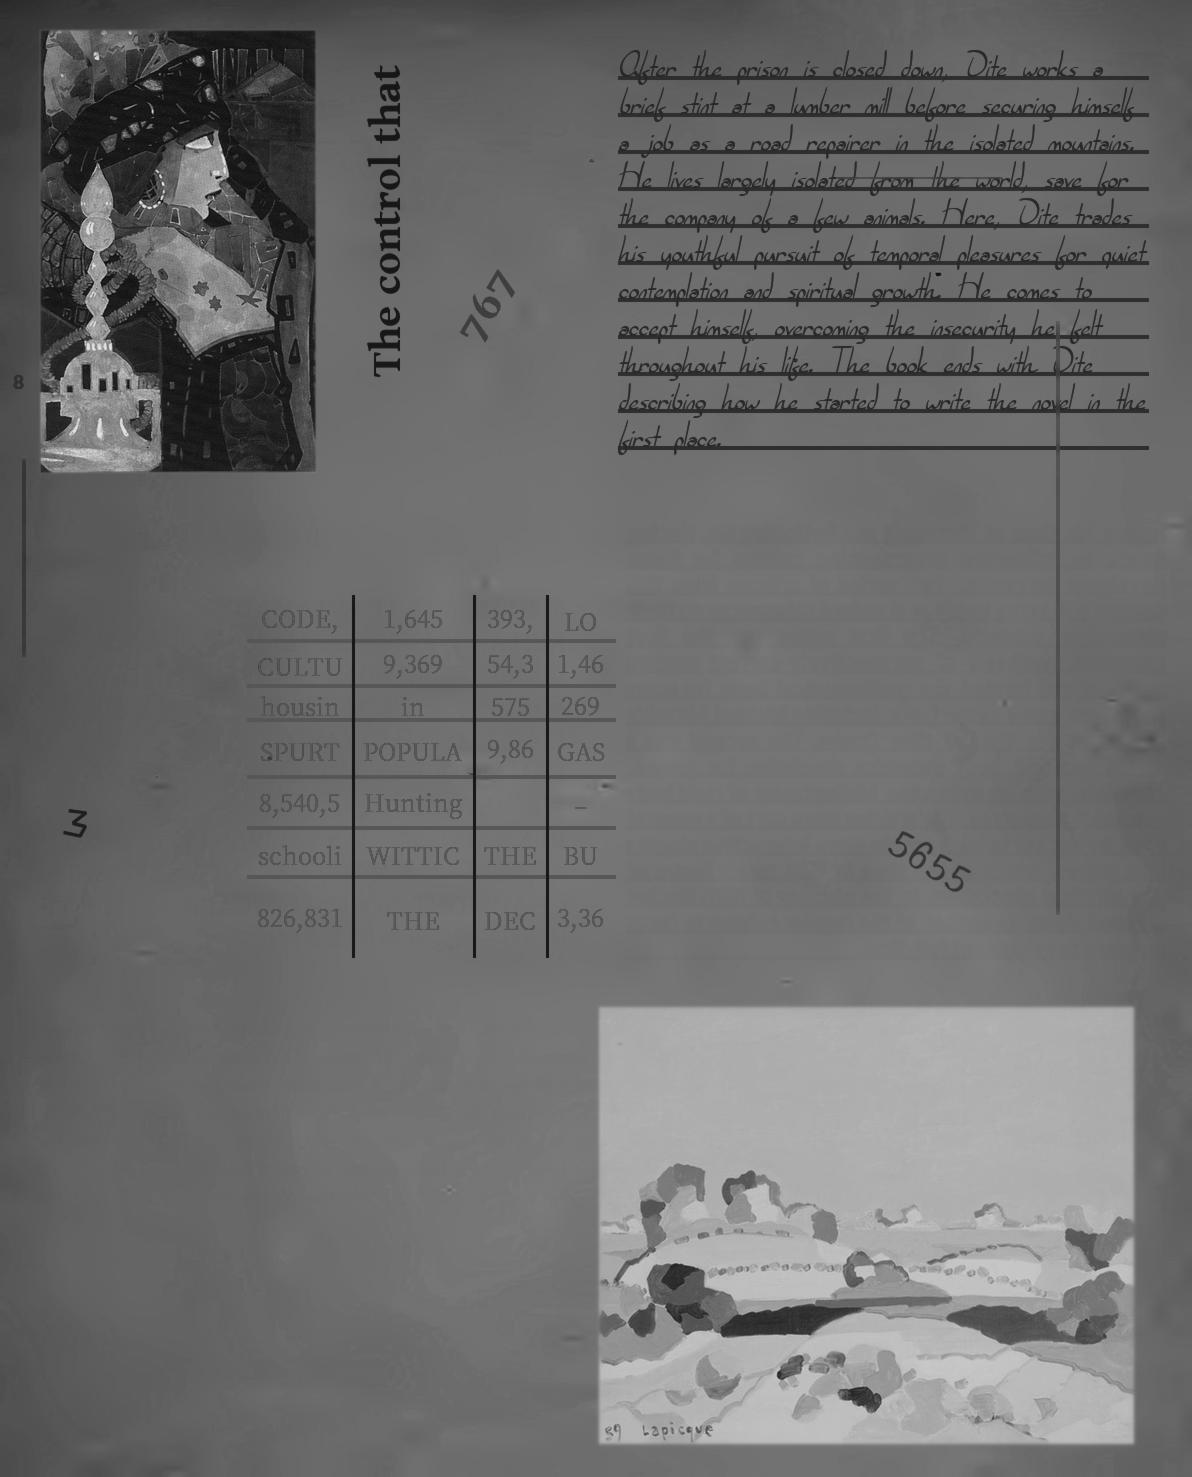 The control that
After the prison is closed down, Dite works a
brief stint at a lumber mill before securing himself
a job as a road repairer in the isolated mountains.
He lives largely isolated from the world, save for
the company of a few animals. Here, Dite trades
his youthful pursuit of temporal pleasures for quiet
contemplation and spiritual growth. He comes to
accept himself, overcoming the insecurity he felt
throughout his life. The book ends with Dite
describing how he started to write the novel in the
first place.
767
8
CODE, 1,645 393, LO
CULTU 9,369 54,3 1,46
housin in 575 269
SPURT POPULA 9,86 GAS
8,540,5 Hunting –
schooli WITTIC THE BU
826,831 THE DEC 3,36
3
5655
59 Lapicque